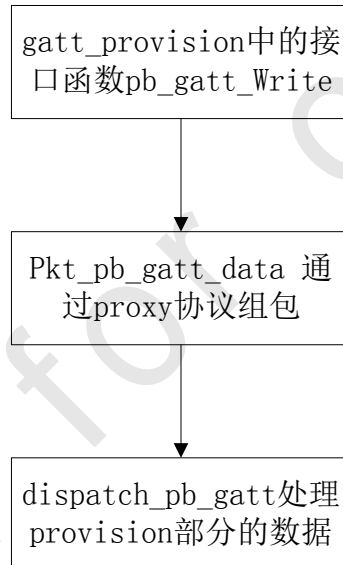 gatt_provision中的接
口函数pb_gatt_Write
Pkt_pb_gatt_data 通
过proxy协议组包
dispatch_pb_gatt处理
provision部分的数据
for